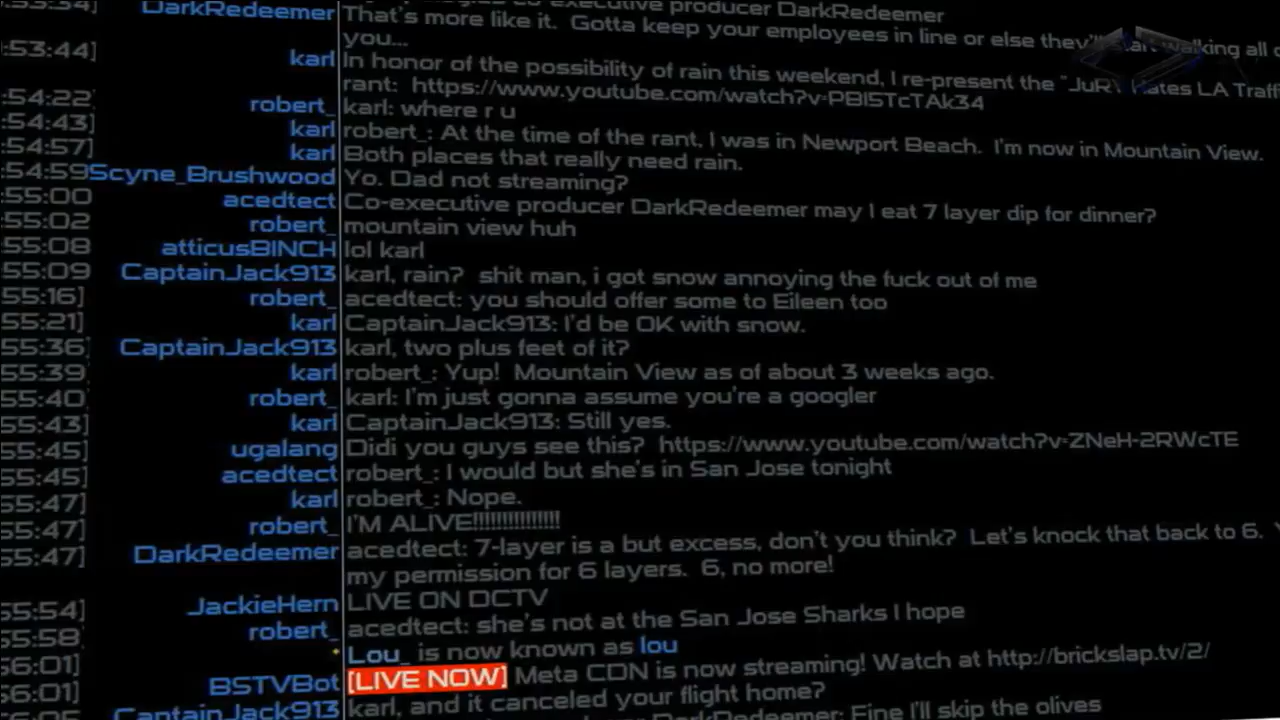 DarkRedeemer That's more like it. Gotta keep your employees in line or else they'll start walking all
you...
:53:44] karl In honor of the possibility of rain this weekend, I re-present the "JuRY Hates LA
rant: https://www.youtube.com/watch?v=PBI5TcTAk34
:54:22 robert_ karl: where r u
:54:43] karl robert_: At the time of the rant, I was in Newport Beach. I'm now in Mountain View.
:54:57] karl Both places that really need rain.
:54:59 Scyne_Brushwood Yo. Dad not streaming?
:55:00 acedtect Co-executive producer DarkRedeemer may I eat 7 layer dip for dinner?
:55:02 robert_ mountain view huh
:55:08 atticusBINCH lol karl
:55:09 CaptainJack913 karl, rain? shit man, i got snow annoying the fuck out of me
55:16] robert_ acedtect: you should offer some to Eileen too
55:21] karl CaptainJack913: I'd be OK with snow.
55:36] CaptainJack913 karl, two plus feet of it?
55:39] karl robert_: Yup! Mountain View as of about 3 weeks ago.
55:40] robert_ karl: I'm just gonna assume you're a googler
55:43] karl CaptainJack913: Still yes.
55:45] ugalang Didi you guys see this? https://www.youtube.com/watch?v=ZNeH-2RWcTE
55:45] acedtect robert_: I would but she's in San Jose tonight
55:47] karl robert_: Nope.
55:47] robert_ I'M ALIVE!!!!!!!!!!!!!!!!
55:47] DarkRedeemer acedtect: 7-layer is a but excess, don't you think? Let's knock that back to 6.
my permission for 6 layers. 6, no more!
55:54] JackieHern LIVE ON DCTV
55:58] robert_ acedtect: she's not at the San Jose Sharks I hope
56:01] * Lou_ is now known as lou
56:01] BSTVBot [LIVE NOW] Meta CDN is now streaming! Watch at http://brickslap.tv/2/
CaptainJack913 karl, and it canceled your flight home?
DarkRedeemer: Fine I'll skip the olives